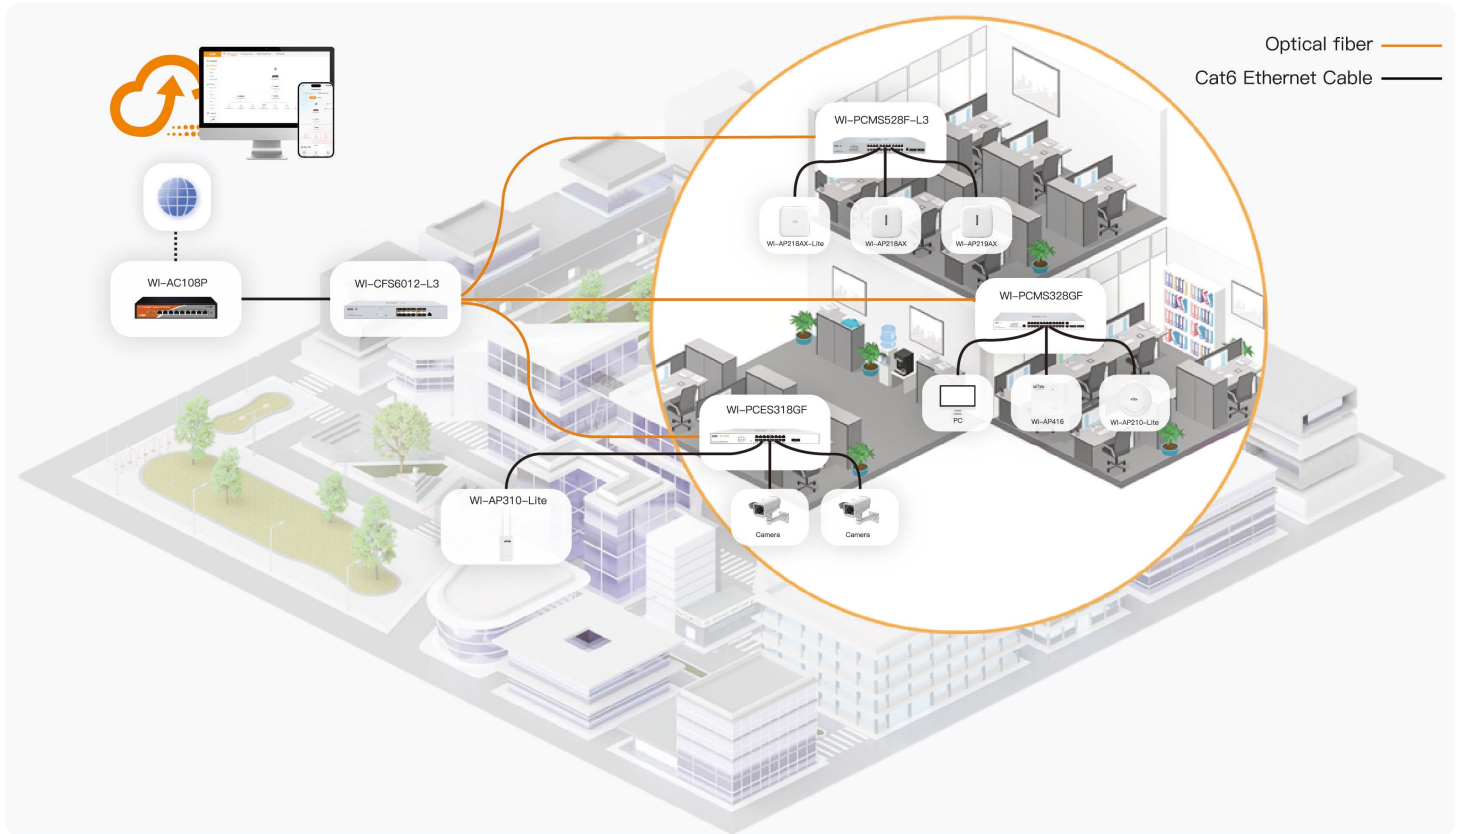 Optical fiber
Cat6 Ethernet Cable
WI-PCMS528F-L3
WI-AP218AX-Lite
WI-AP218AX
WI-AP219AX
WI-AC108P
WI-CFS6012-L3
WI-PCMS328GF
PC
WI-AP416
WI-AP210-Lite
WI-PCES318GF
WI-AP310-Lite
Camera
Camera